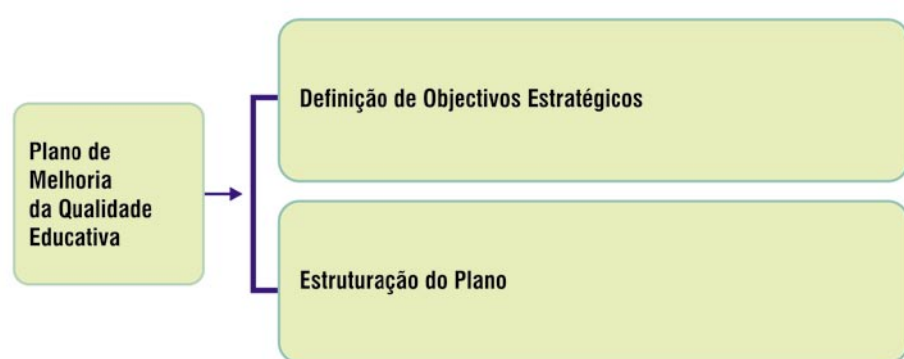 Plano de
Melhoria
da Qualidade
Educativa
Definição de Objectivos Estratégicos
Estruturação do Plano